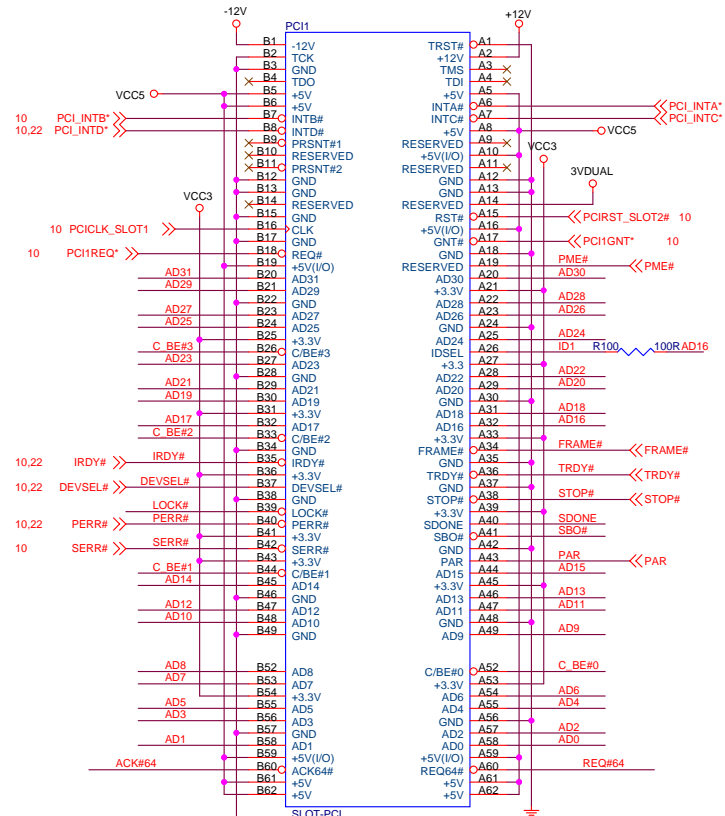 -12V +12V
PCI1
B1 -12V TRST# A1
B2 TCK +12V A2
B3 GND TMS A3
B4 TDO TDI A4
VCC5 B5 +5V +5V A5
B6 +5V INTA# A6 PCI_INTA*
10 PCI_INTB* B7 INTB# INTC# A7 PCI_INTC*
10,22 PCI_INTD* B8 INTD# +5V A8 VCC5
B9 PRSNT#1 RESERVED A9
B10 RESERVED +5V(I/O) A10
B11 PRSNT#2 RESERVED A11 VCC3
B12 GND GND A12
B13 GND GND A13 3VDUAL
VCC3 B14 RESERVED RESERVED A14
B15 GND RST# A15 PCIRST_SLOT2# 10
10 PCICLK_SLOT1 B16 CLK +5V(I/O) A16
B17 GND GNT# A17 PCI1GNT* 10
10 PCI1REQ* B18 REQ# GND A18
B19 +5V(I/O) RESERVED A19 PME# PME#
AD31 B20 AD31 AD30 A20 AD30
AD29 B21 AD29 +3.3V A21
B22 GND AD28 A22 AD28
AD27 B23 AD27 AD26 A23 AD26
AD25 B24 AD25 GND A24
B25 +3.3V AD24 A25 AD24
C_BE#3 B26 C/BE#3 IDSEL A26 ID1 R100 100R AD16
AD23 B27 AD23 +3.3 A27
B28 GND AD22 A28 AD22
AD21 B29 AD21 AD20 A29 AD20
AD19 B30 AD19 GND A30
B31 +3.3V AD18 A31 AD18
AD17 B32 AD17 AD16 A32 AD16
C_BE#2 B33 C/BE#2 +3.3V A33
B34 GND FRAME# A34 FRAME# FRAME#
10,22 IRDY# IRDY# B35 IRDY# GND A35
B36 +3.3V TRDY# A36 TRDY# TRDY#
10,22 DEVSEL# DEVSEL# B37 DEVSEL# GND A37
B38 GND STOP# A38 STOP# STOP#
LOCK# B39 LOCK# +3.3V A39
10,22 PERR# PERR# B40 PERR# SDONE A40 SDONE
B41 +3.3V SBO# A41 SBO#
10 SERR# SERR# B42 SERR# GND A42
B43 +3.3V PAR A43 PAR PAR
C_BE#1 B44 C/BE#1 AD15 A44 AD15
AD14 B45 AD14 +3.3V A45
B46 GND AD13 A46 AD13
AD12 B47 AD12 AD11 A47 AD11
AD10 B48 AD10 GND A48
B49 GND AD9 A49 AD9
AD8 B52 AD8 C/BE#0 A52 C_BE#0
AD7 B53 AD7 +3.3V A53
B54 +3.3V AD6 A54 AD6
AD5 B55 AD5 AD4 A55 AD4
AD3 B56 AD3 GND A56
B57 GND AD2 A57 AD2
AD1 B58 AD1 AD0 A58 AD0
B59 +5V(I/O) +5V(I/O) A59
ACK#64 B60 ACK64# REQ64# A60 REQ#64
B61 +5V +5V A61
B62 +5V +5V A62
SLOT-PCI